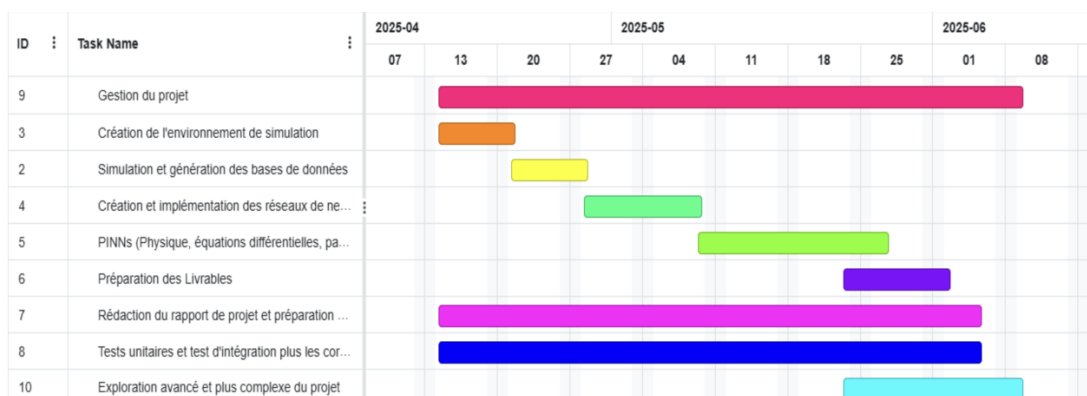 ID Task Name 2025-04 2025-05 2025-06
07 13 20 27 04 11 18 25 01 08
9 Gestion du projet
3 Création de l'environnement de simulation
2 Simulation et génération des bases de données
4 Création et implémentation des réseaux de ne...
5 PINNs (Physique, équations différentielles, pa...
6 Préparation des Livrables
7 Rédaction du rapport de projet et préparation ...
8 Tests unitaires et test d'intégration plus les cor...
10 Exploration avancé et plus complexe du projet